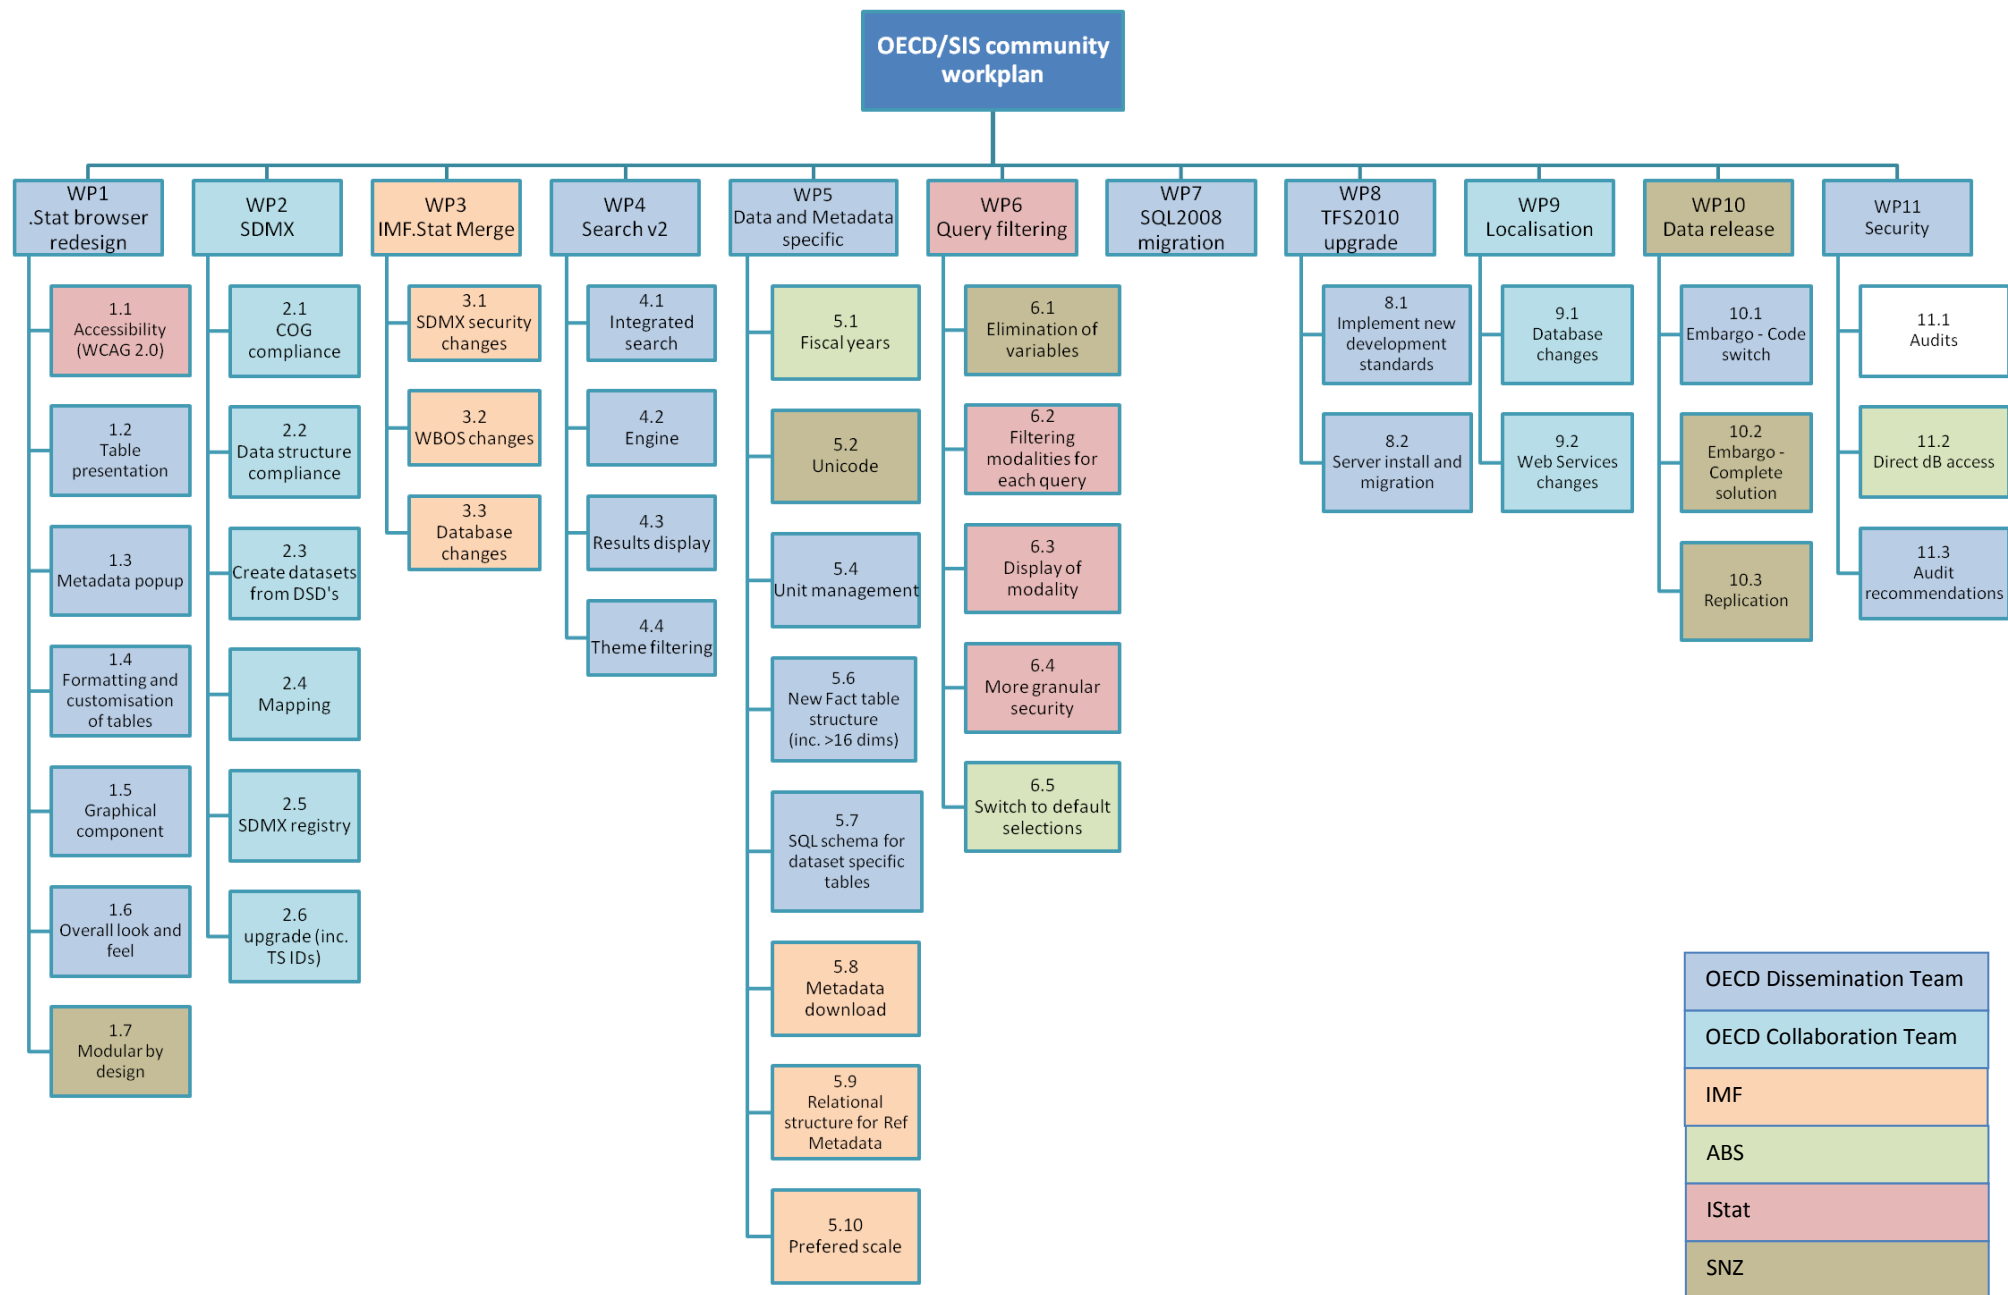 OECD/SIS community
workplan
WP1
.Stat browser
redesign
WP2
SDMX
WP3
IMF.Stat Merge
WP4
Search v2
WP5
Data and Metadata
specific
WP6
Query filtering
WP7
SQL2008
migration
WP8
TFS2010
upgrade
WP9
Localisation
WP10
Data release
WP11
Security
1.1
Accessibility
(WCAG 2.0)
1.2
Table
presentation
1.3
Metadata popup
1.4
Formatting and
customisation
of tables
1.5
Graphical
component
1.6
Overall look and
feel
1.7
Modular by
design
2.1
COG
compliance
2.2
Data structure
compliance
2.3
Create datasets
from DSD's
2.4
Mapping
2.5
SDMX registry
2.6
upgrade (inc.
TS IDs)
3.1
SDMX security
changes
3.2
WBOS changes
3.3
Database
changes
4.1
Integrated
search
4.2
Engine
4.3
Results display
4.4
Theme filtering
5.1
Fiscal years
5.2
Unicode
5.4
Unit management
5.6
New Fact table
structure
(inc. >16 dims)
5.7
SQL schema for
dataset specific
tables
5.8
Metadata
download
5.9
Relational
structure for Ref
Metadata
5.10
Prefered scale
6.1
Elimination of
variables
6.2
Filtering
modalities for
each query
6.3
Display of
modality
6.4
More granular
security
6.5
Switch to default
selections
8.1
Implement new
development
standards
8.2
Server install and
migration
9.1
Database
changes
9.2
Web Services
changes
10.1
Embargo - Code
switch
10.2
Embargo -
Complete
solution
10.3
Replication
11.1
Audits
11.2
Direct dB access
11.3
Audit
recommendations
OECD Dissemination Team
OECD Collaboration Team
IMF
ABS
IStat
SNZ